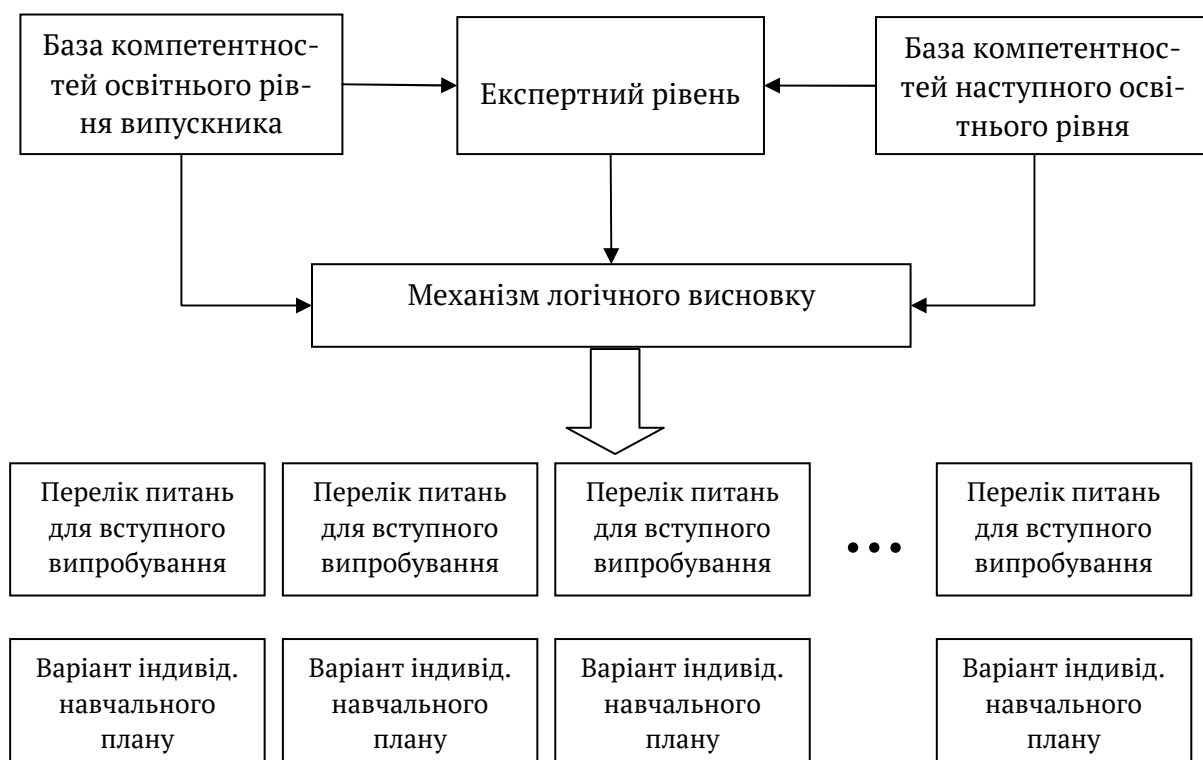 База компетентнос-
тей освітнього рів-
ня випускника
Експертний рівень
База компетентнос-
тей наступного осві-
тнього рівня
Механізм логічного висновку
Перелік питань
для вступного
випробування
Перелік питань
для вступного
випробування
Перелік питань
для вступного
випробування
...
Перелік питань
для вступного
випробування
Варіант індивід.
навчального
плану
Варіант індивід.
навчального
плану
Варіант індивід.
навчального
плану
Варіант індивід.
навчального
плану